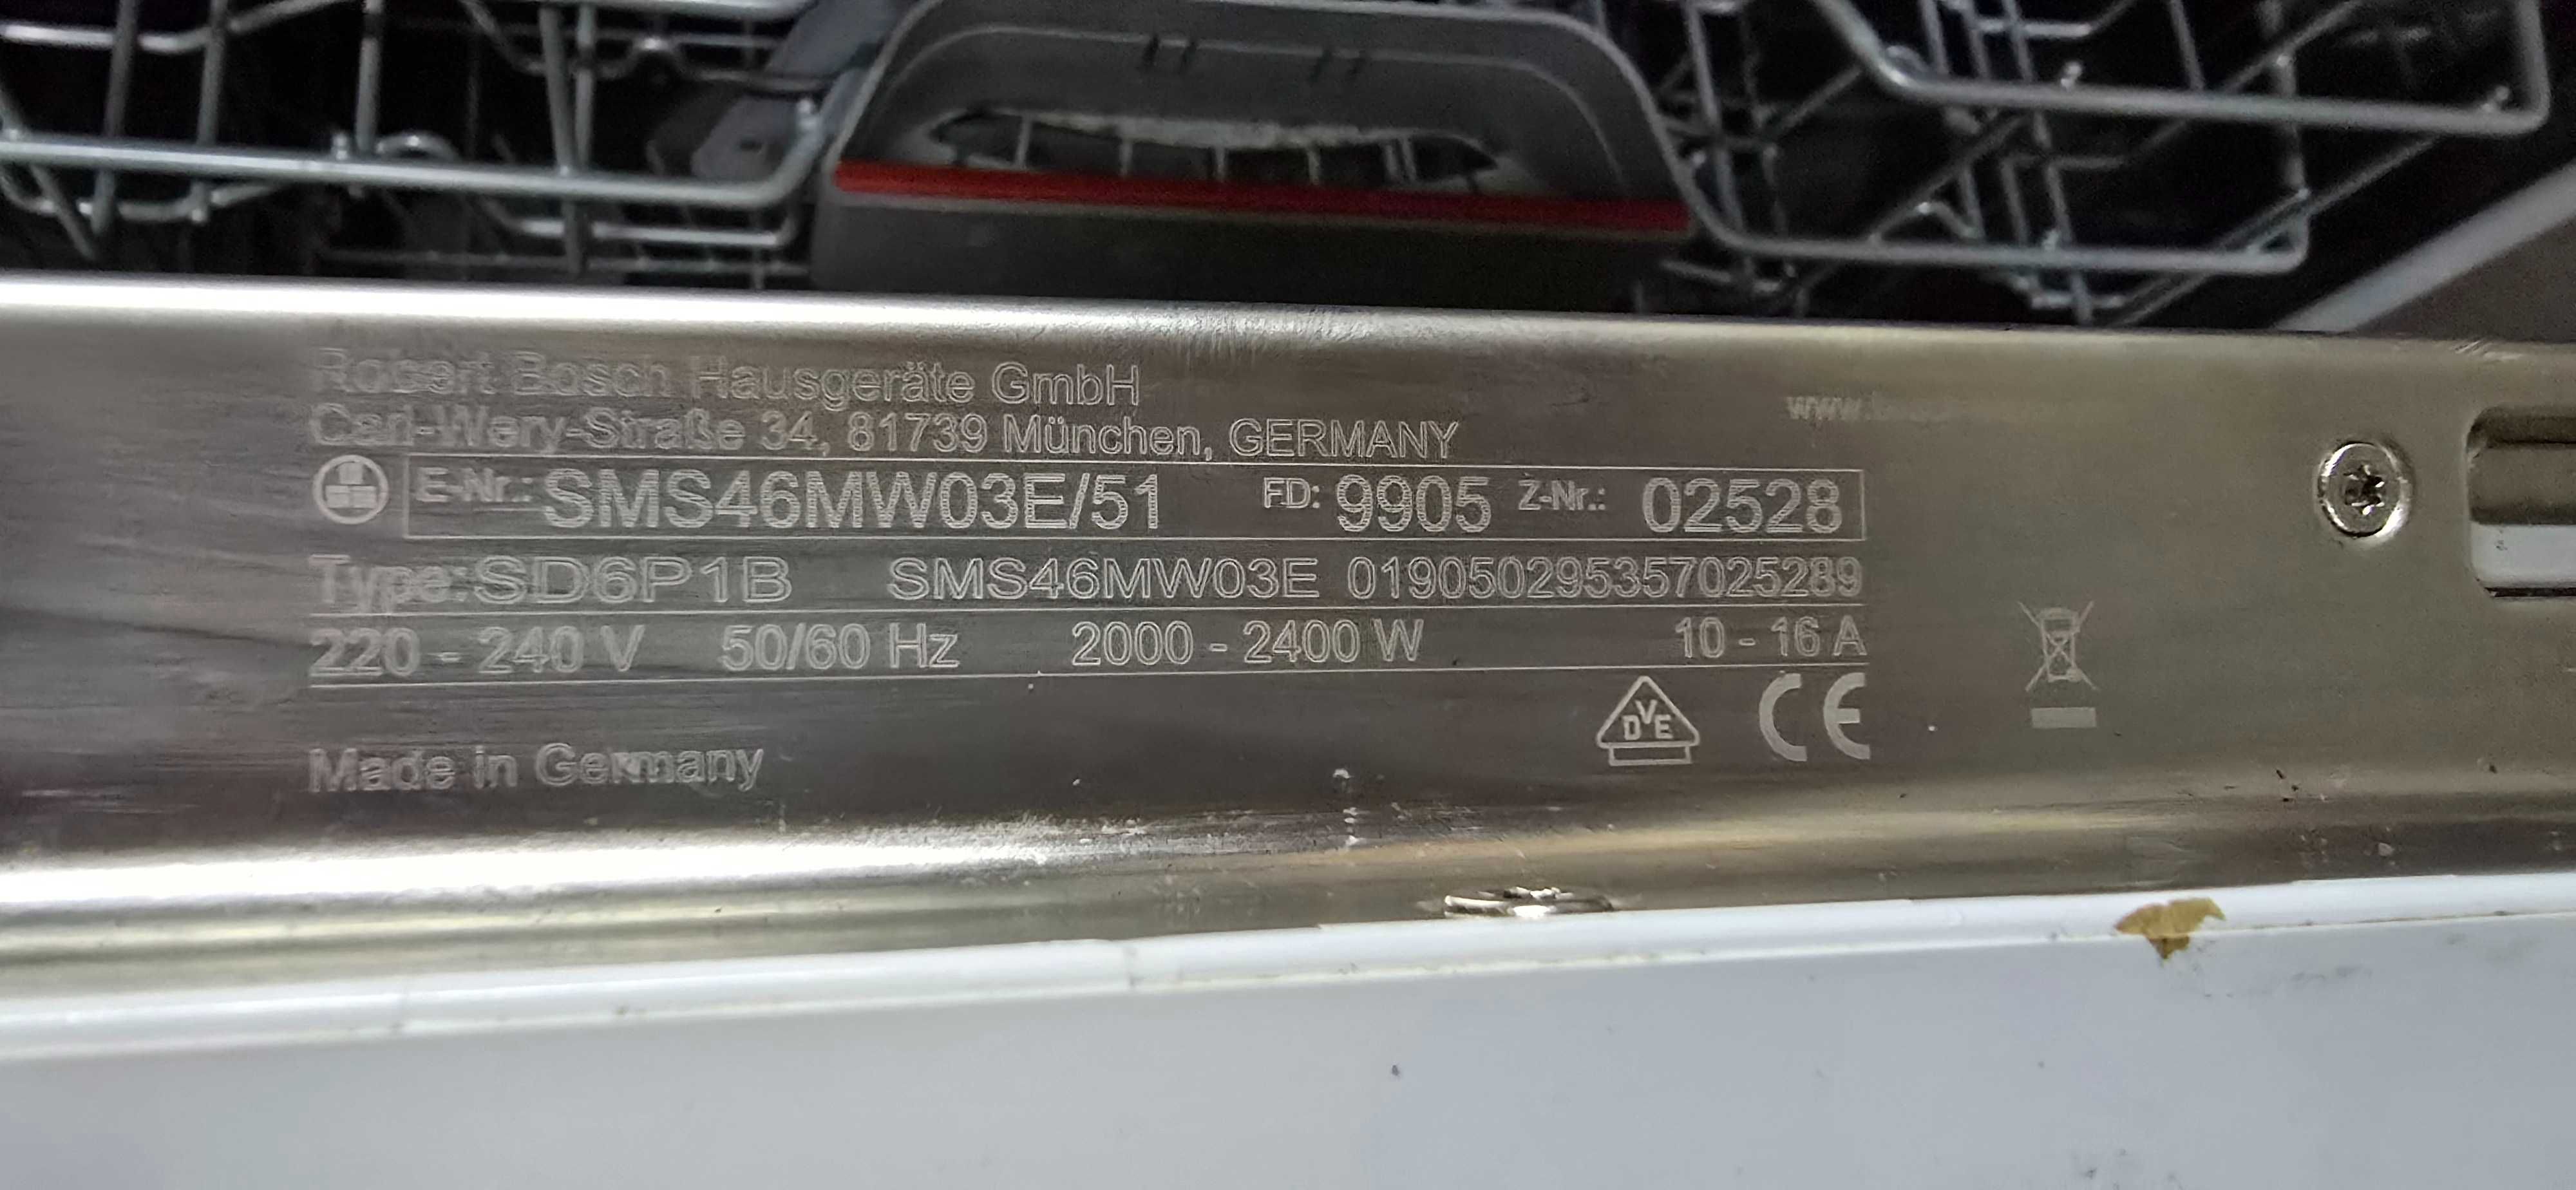 Robert Bosch Hausgeräte GmbH
www.
Carl-Wery-Straße 34, 81739 München, GERMANY
E-Nr.: SMS46MW03E/51 FD: 9905 Z-Nr.: 02528
Type: SD6P1B SMS46MW03E 019050295357025289
220 - 240 V 50/60 Hz 2000 - 2400 W 10 - 16 A
DVE CE
Made in Germany